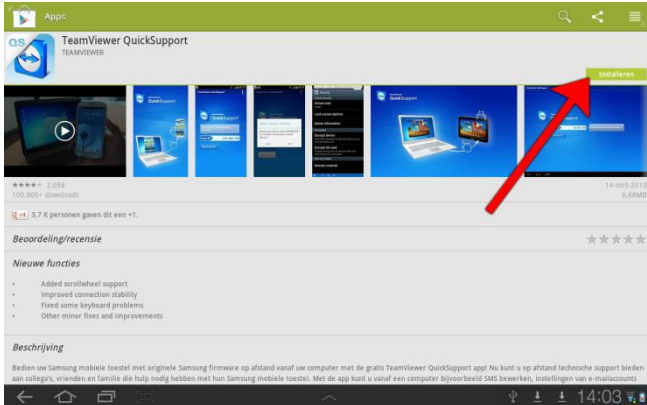 Apps
QS
TeamViewer QuickSupport
TEAMVIEWER
Installeren
QuickSupport
QuickSupport
2.058
14-mrt-2013
100.000+ downloads
6,68MB
+1 3,7 K personen gaven dit een +1.
Beoordeling/recensie
Nieuwe functies
• Added scrollwheel support
• improved connection stability
• Fixed some keyboard problems
• Other minor fixes and improvements
Beschrijving
Bedien uw Samsung mobiele toestel met originele Samsung firmware op afstand vanaf uw computer met de gratis TeamViewer QuickSupport app! Nu kunt u op afstand technische support bieden
aan collega's, vrienden en familie die hulp nodig hebben met hun Samsung mobiele toestel. Met de app kunt u vanaf een computer bijvoorbeeld SMS bewerken, instellingen van e-mailaccounts
14:03